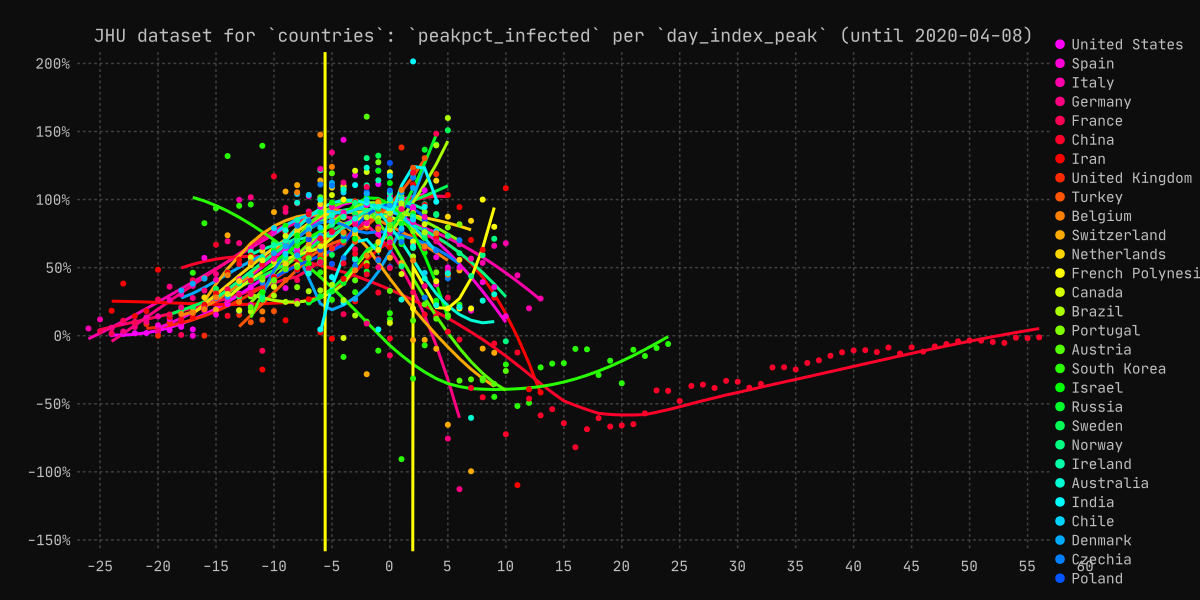 JHU dataset for `countries`: `peakpct_infected` per `day_index_peak` (until 2020-04-08)
200%
150%
100%
50%
0%
-50%
-100%
-150%
-25 -20 -15 -10 -5 0 5 10 15 20 25 30 35 40 45 50 55 60
United States
Spain
Italy
Germany
France
China
Iran
United Kingdom
Turkey
Belgium
Switzerland
Netherlands
French Polynesi
Canada
Brazil
Portugal
Austria
South Korea
Israel
Russia
Sweden
Norway
Ireland
Australia
India
Chile
Denmark
Czechia
Poland